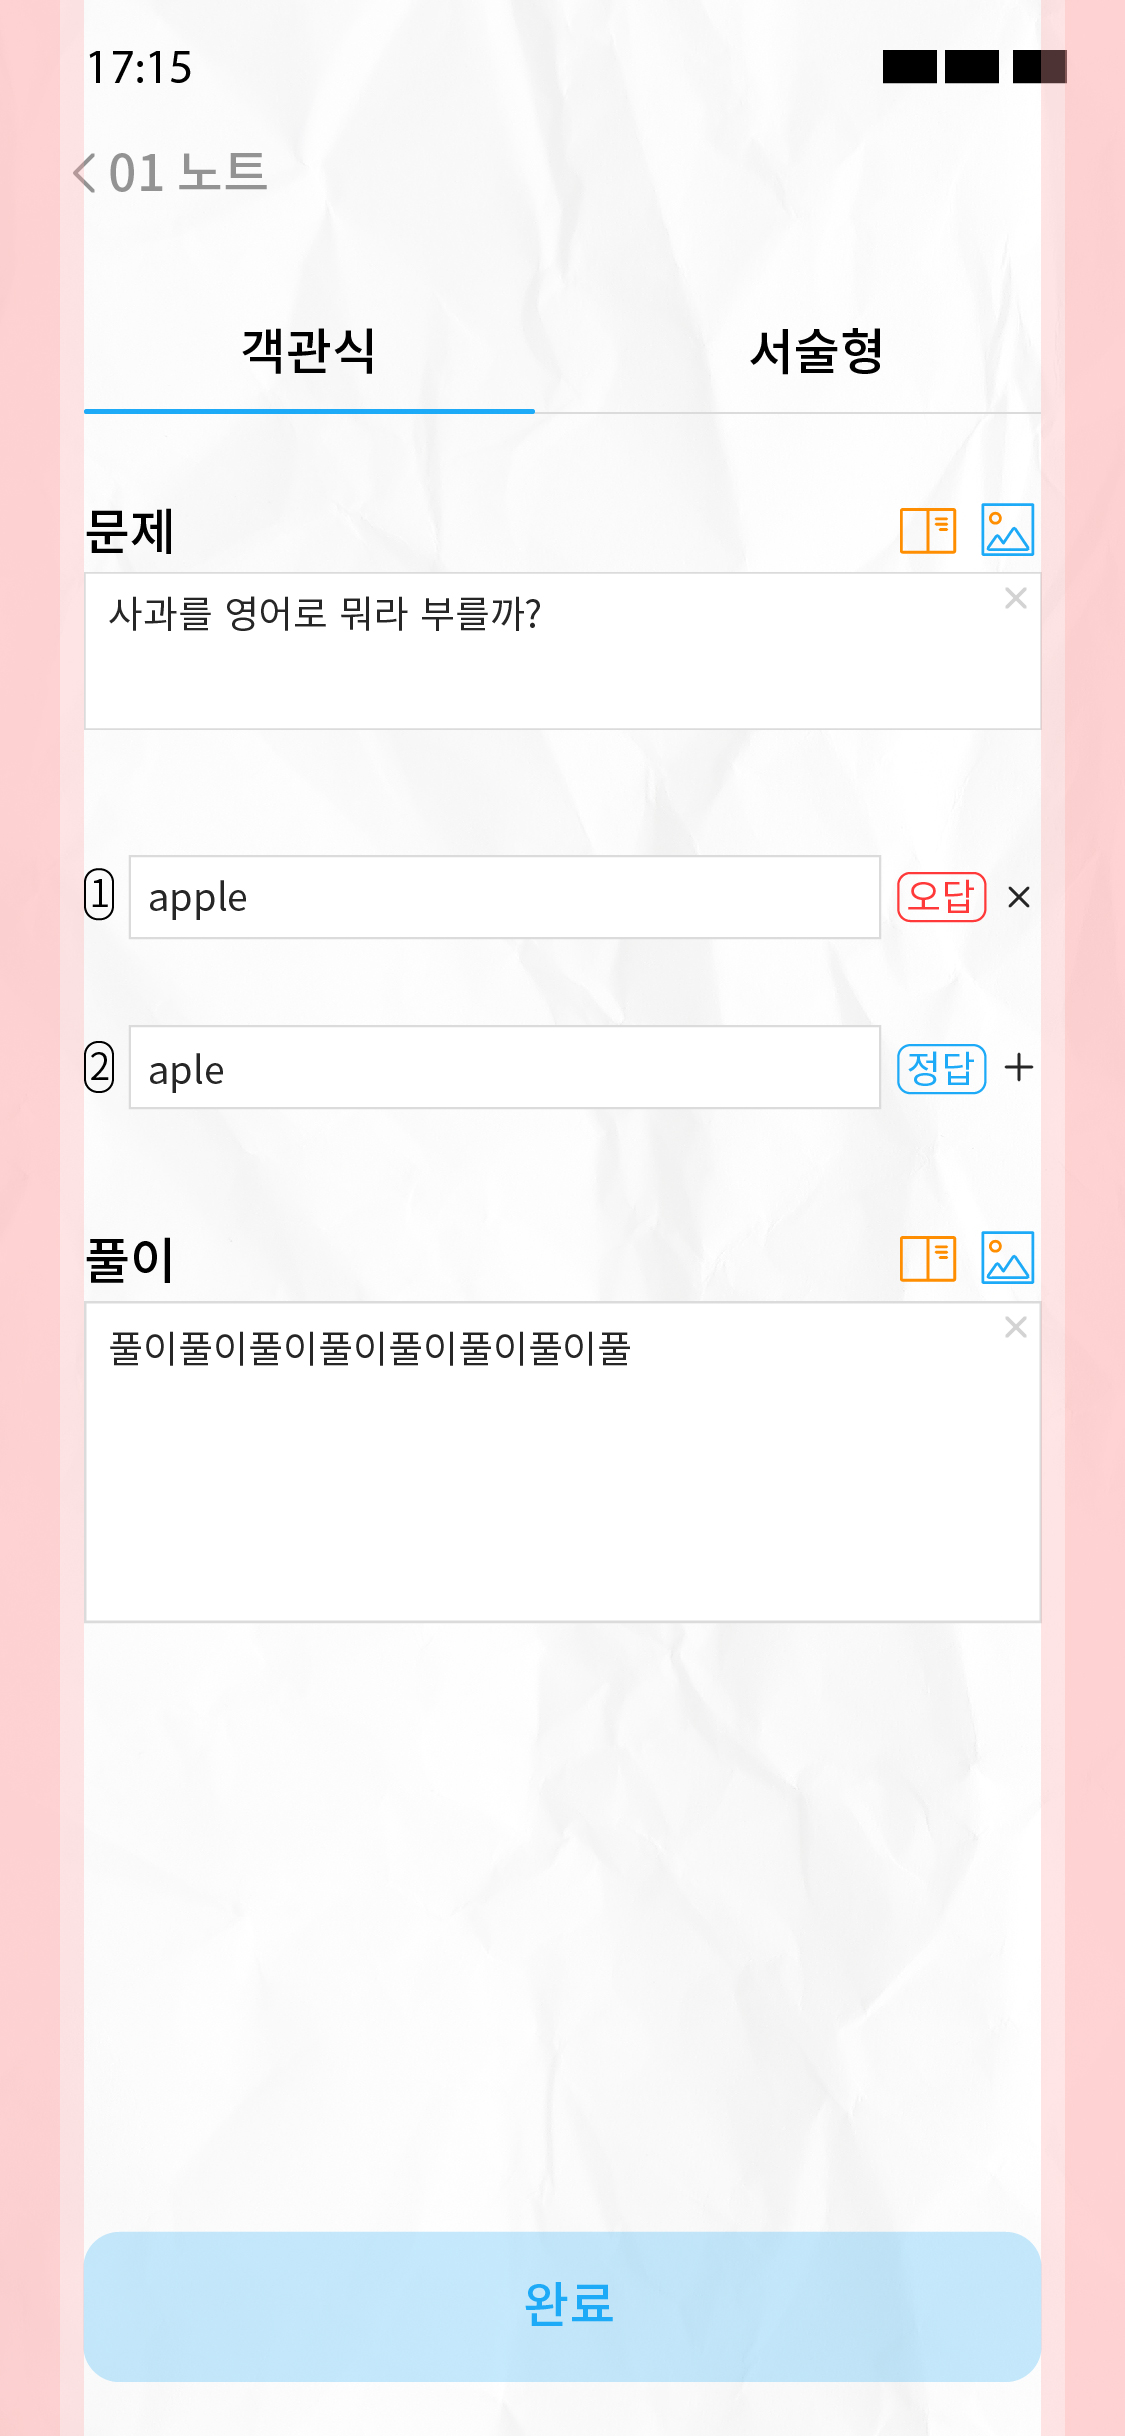 17:15
01 노트
객관식 서술형
문제
사과를 영어로 뭐라 부를까?
1 apple 오답
2 aple 정답
풀이
풀이풀이풀이풀이풀이풀이풀이풀
완료